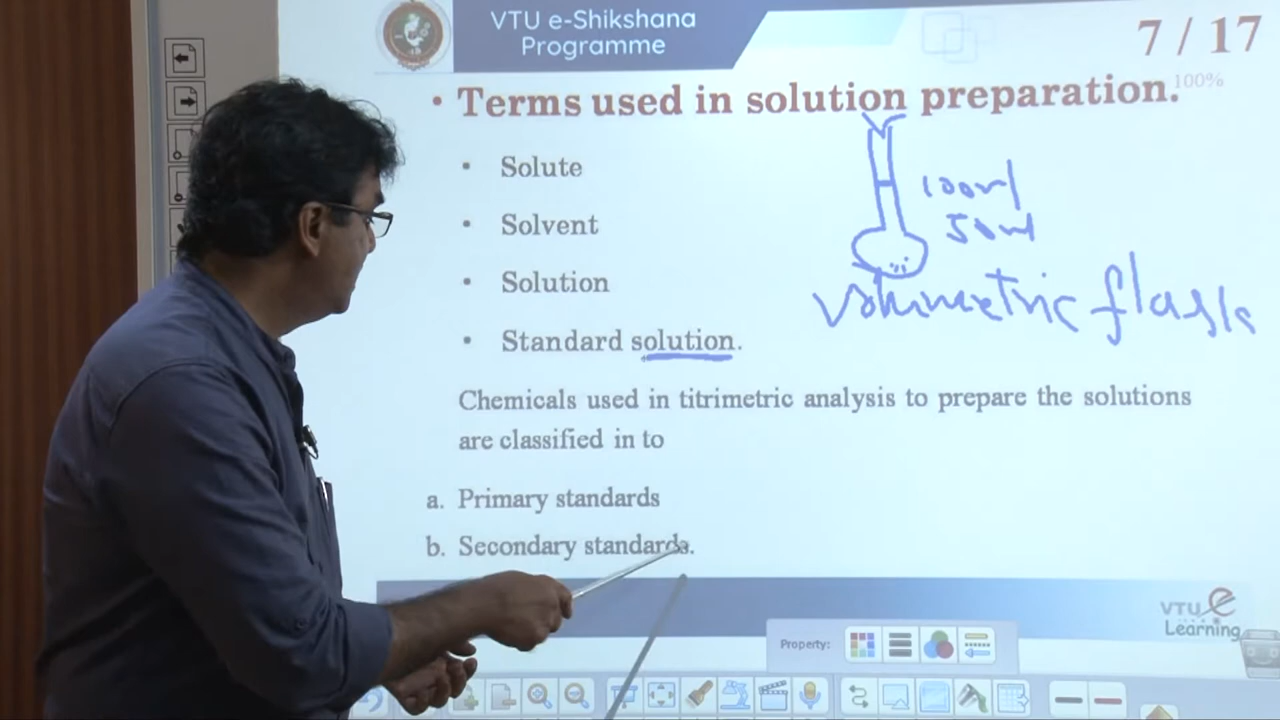 VTU e-Shikshana
Programme
7 / 17
• Terms used in solution preparation.
100%
• Solute
100ml
• Solvent
50ml
• Solution
Volumetric flask
• Standard solution.
Chemicals used in titrimetric analysis to prepare the solutions
are classified in to
a. Primary standards
b. Secondary standards.
VTU e
Learning
Property: